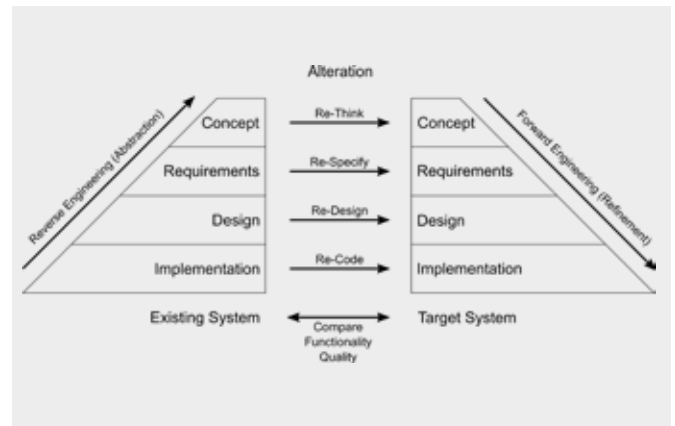 Alteration
Reverse Engineering (Abstraction)
Concept
Re-Think
Concept
Forward Engineering (Refinement)
Requirements
Re-Specify
Requirements
Design
Re-Design
Design
Implementation
Re-Code
Implementation
Existing System
Target System
Compare
Functionality
Quality